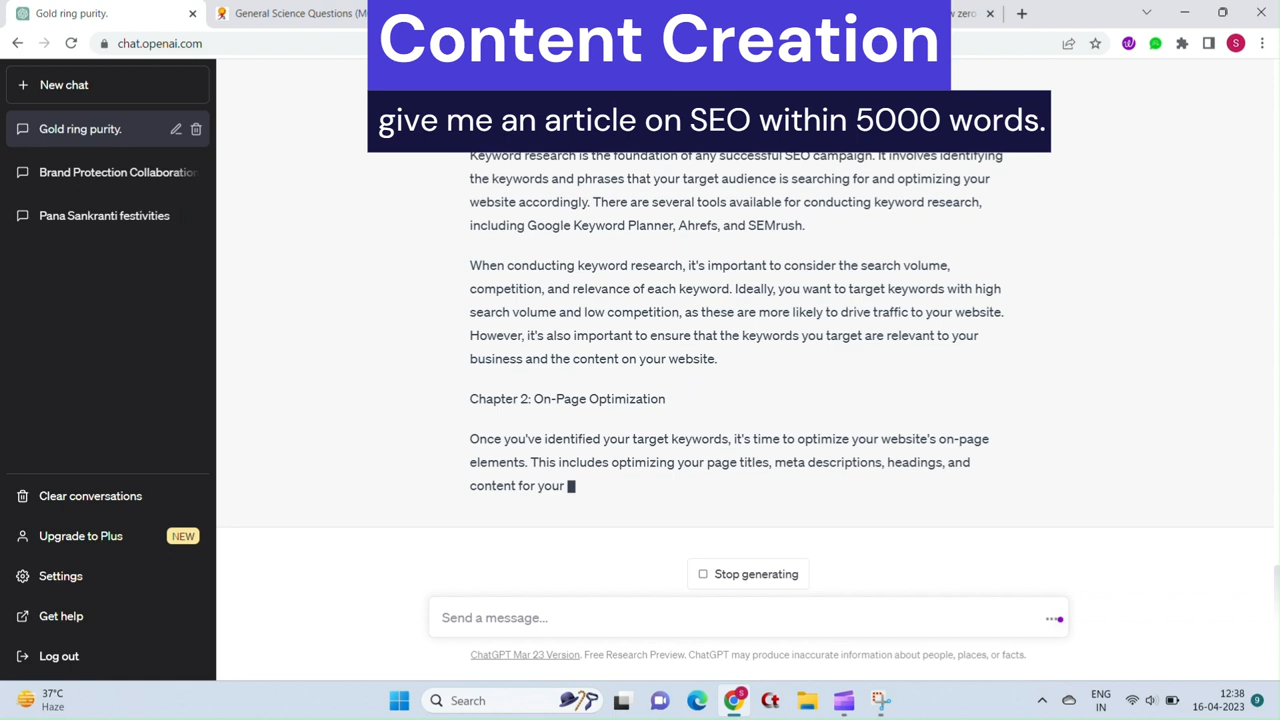 Gold ring purity.
General Science Questions (M
w zero
Content Creation
chat.openai.com
S
give me an article on SEO within 5000 words.
New chat
Gold ring purity.
Brand Protection Collaboration
Pana Sankranti festivities
Keyword research is the foundation of any successful SEO campaign. It involves identifying
the keywords and phrases that your target audience is searching for and optimizing your
website accordingly. There are several tools available for conducting keyword research,
including Google Keyword Planner, Ahrefs, and SEMrush.
When conducting keyword research, it's important to consider the search volume,
competition, and relevance of each keyword. Ideally, you want to target keywords with high
search volume and low competition, as these are more likely to drive traffic to your website.
However, it's also important to ensure that the keywords you target are relevant to your
business and the content on your website.
Chapter 2: On-Page Optimization
Once you've identified your target keywords, it's time to optimize your website's on-page
elements. This includes optimizing your page titles, meta descriptions, headings, and
content for your
Clear conversations
Upgrade to Plus NEW
Settings
Get help
Log out
Stop generating
Send a message...
ChatGPT Mar 23 Version. Free Research Preview. ChatGPT may produce inaccurate information about people, places, or facts.
37°C
Haze
Search
S
Ct
ENG
IN
12:38
16-04-2023
9